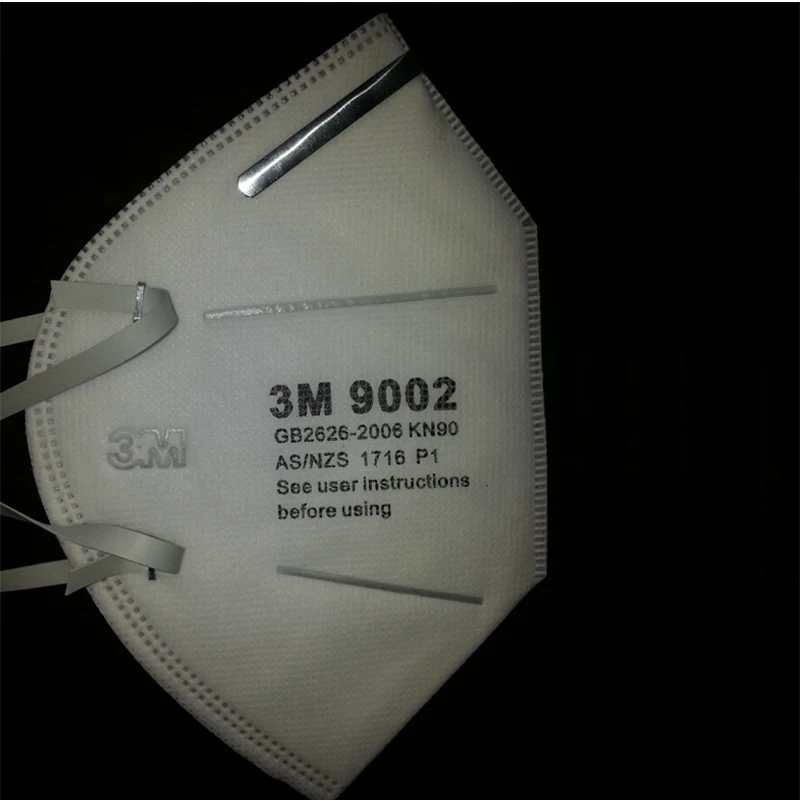 3M 9002
GB2626-2006 KN90
3M
AS/NZS 1716 P1
See user instructions
before using